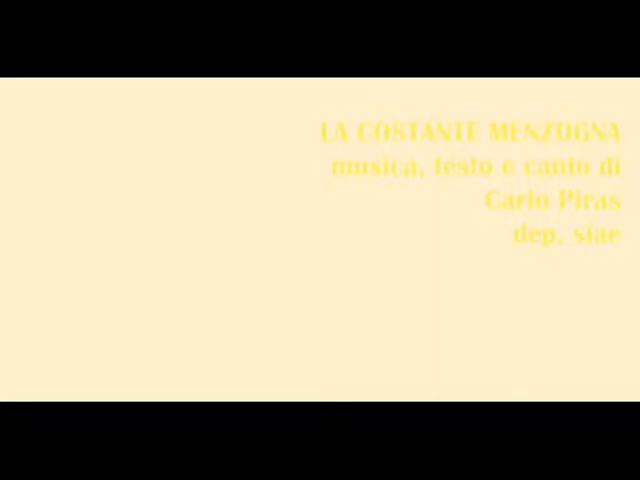 LA COSTANTE MENZOGNA
musica, testo e canto di
Carlo Piras
dep. siae